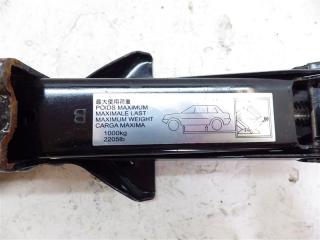 最大使用荷重
POIDS MAXIMUM
MAXIMALE LAST
MAXIMUM WEIGHT
CARGA MAXIMA
1000kg
2205lb